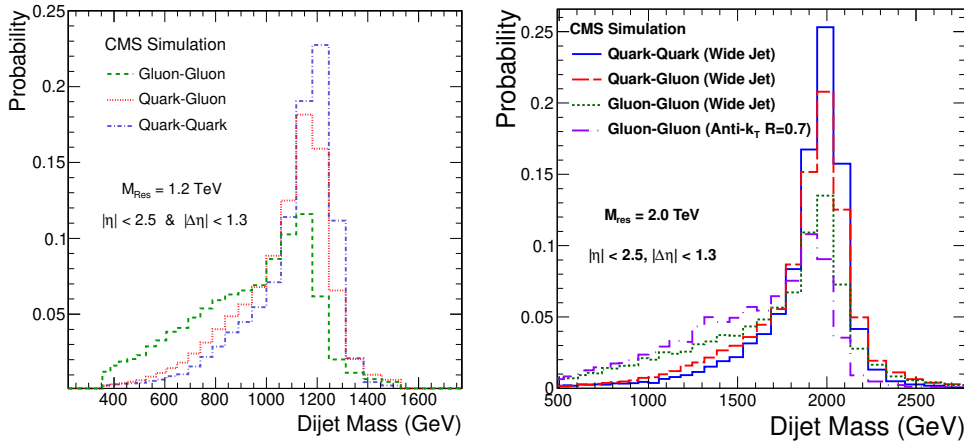 Probability
0.25
0.2
0.15
0.1
0.05
CMS Simulation
Gluon-Gluon
Quark-Gluon
Quark-Quark
M_Res = 1.2 TeV
|η| < 2.5 & |Δη| < 1.3
400 600 800 1000 1200 1400 1600
Dijet Mass (GeV)
Probability
0.25
0.2
0.15
0.1
0.05
0
CMS Simulation
Quark-Quark (Wide Jet)
Quark-Gluon (Wide Jet)
Gluon-Gluon (Wide Jet)
Gluon-Gluon (Anti-k_T R=0.7)
M_res = 2.0 TeV
|η| < 2.5, |Δη| < 1.3
500 1000 1500 2000 2500
Dijet Mass (GeV)